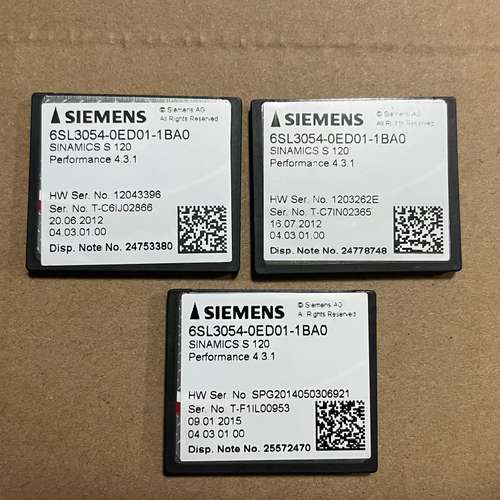 SIEMENS
© Siemens AG
All Rights Reserved
6SL3054-0ED01-1BA0
SINAMICS S 120
Performance 4.3.1
HW Ser. No. 12043396
Ser. No. T-C6IJ02866
20.06.2012
04.03.01.00
Disp. Note No. 24753380
SIEMENS
© Siemens AG
All Rights Reserved
6SL3054-0ED01-1BA0
SINAMICS S 120
Performance 4.3.1
HW Ser. No. 1203262E
Ser. No. T-C7IN02365
16.07.2012
04.03.01.00
Disp. Note No. 24778748
SIEMENS
© Siemens AG
All Rights Reserved
6SL3054-0ED01-1BA0
SINAMICS S 120
Performance 4.3.1
HW Ser. No. SPG2014050306921
Ser. No. T-F1IL00953
09.01.2015
04.03.01.00
Disp. Note No. 25572470